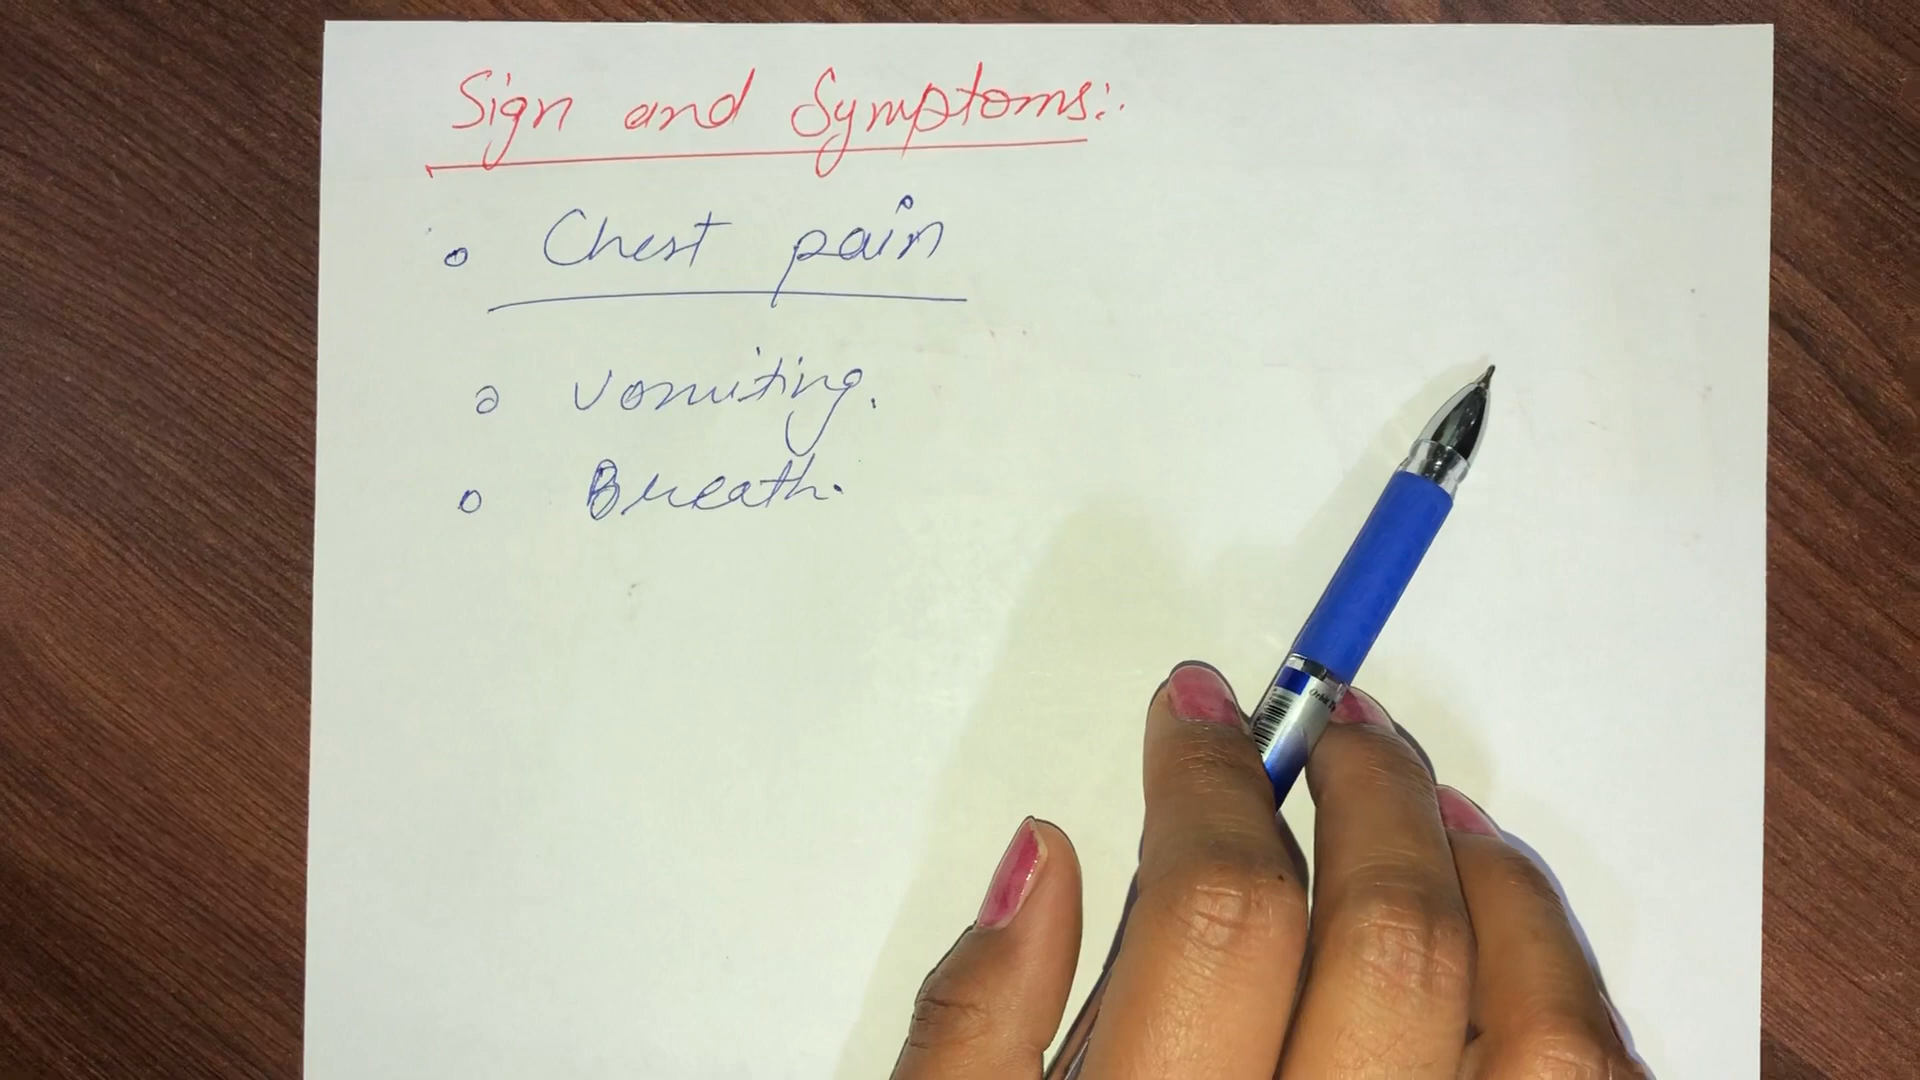 Sign and Symptoms:.
o Chest pain
o Vomiting.
o Breath.